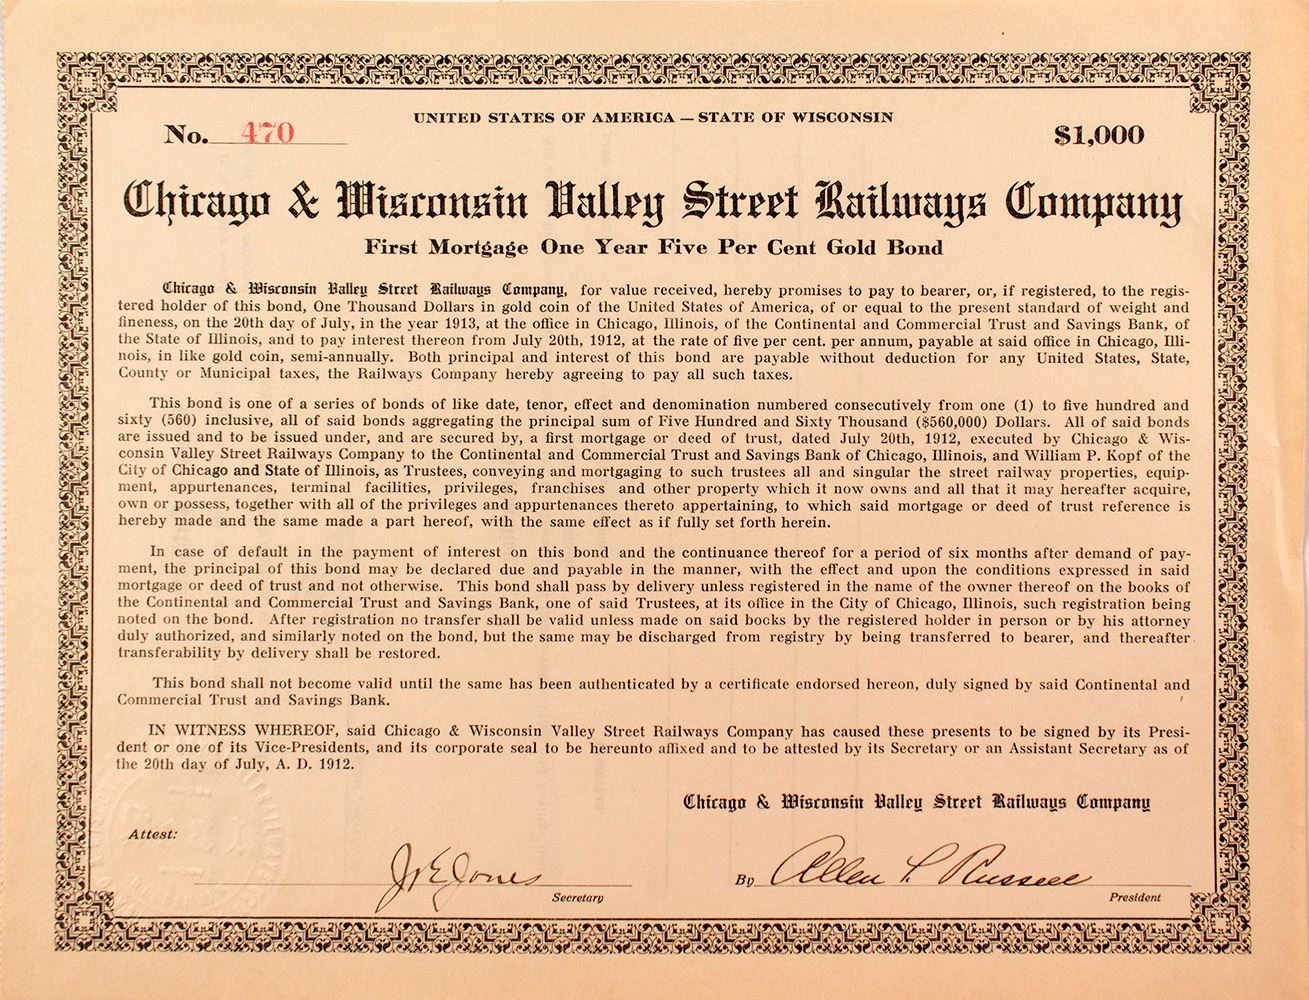 UNITED STATES OF AMERICA — STATE OF WISCONSIN
No. 470
$1,000
Chicago & Wisconsin Valley Street Railways Company
First Mortgage One Year Five Per Cent Gold Bond
Chicago & Wisconsin Valley Street Railways Company, for value received, hereby promises to pay to bearer, or, if registered, to the regis-
tered holder of this bond, One Thousand Dollars in gold coin of the United States of America, of or equal to the present standard of weight and
fineness, on the 20th day of July, in the year 1913, at the office in Chicago, Illinois, of the Continental and Commercial Trust and Savings Bank, of
the State of Illinois, and to pay interest thereon from July 20th, 1912, at the rate of five per cent. per annum, payable at said office in Chicago, Illi-
nois, in like gold coin, semi-annually. Both principal and interest of this bond are payable without deduction for any United States, State,
County or Municipal taxes, the Railways Company hereby agreeing to pay all such taxes.
This bond is one of a series of bonds of like date, tenor, effect and denomination numbered consecutively from one (1) to five hundred and
sixty (560) inclusive, all of said bonds aggregating the principal sum of Five Hundred and Sixty Thousand ($560,000) Dollars. All of said bonds
are issued and to be issued under, and are secured by, a first mortgage or deed of trust, dated July 20th, 1912, executed by Chicago & Wis-
consin Valley Street Railways Company to the Continental and Commercial Trust and Savings Bank of Chicago, Illinois, and William P. Kopf of the
City of Chicago and State of Illinois, as Trustees, conveying and mortgaging to such trustees all and singular the street railway properties, equip-
ment, appurtenances, terminal facilities, privileges, franchises and other property which it now owns and all that it may hereafter acquire,
own or possess, together with all of the privileges and appurtenances thereto appertaining, to which said mortgage or deed of trust reference is
hereby made and the same made a part hereof, with the same effect as if fully set forth herein.
In case of default in the payment of interest on this bond and the continuance thereof for a period of six months after demand of pay-
ment, the principal of this bond may be declared due and payable in the manner, with the effect and upon the conditions expressed in said
mortgage or deed of trust and not otherwise. This bond shall pass by delivery unless registered in the name of the owner thereof on the books of
the Continental and Commercial Trust and Savings Bank, one of said Trustees, at its office in the City of Chicago, Illinois, such registration being
noted on the bond. After registration no transfer shall be valid unless made on said books by the registered holder in person or by his attorney
duly authorized, and similarly noted on the bond, but the same may be discharged from registry by being transferred to bearer, and thereafter
transferability by delivery shall be restored.
This bond shall not become valid until the same has been authenticated by a certificate endorsed hereon, duly signed by said Continental and
Commercial Trust and Savings Bank.
IN WITNESS WHEREOF, said Chicago & Wisconsin Valley Street Railways Company has caused these presents to be signed by its Presi-
dent or one of its Vice-Presidents, and its corporate seal to be hereunto affixed and to be attested by its Secretary or an Assistant Secretary as of
the 20th day of July, A. D. 1912.
Chicago & Wisconsin Valley Street Railways Company
Attest:
Jones
Secretary
By Allen L. Russell
President